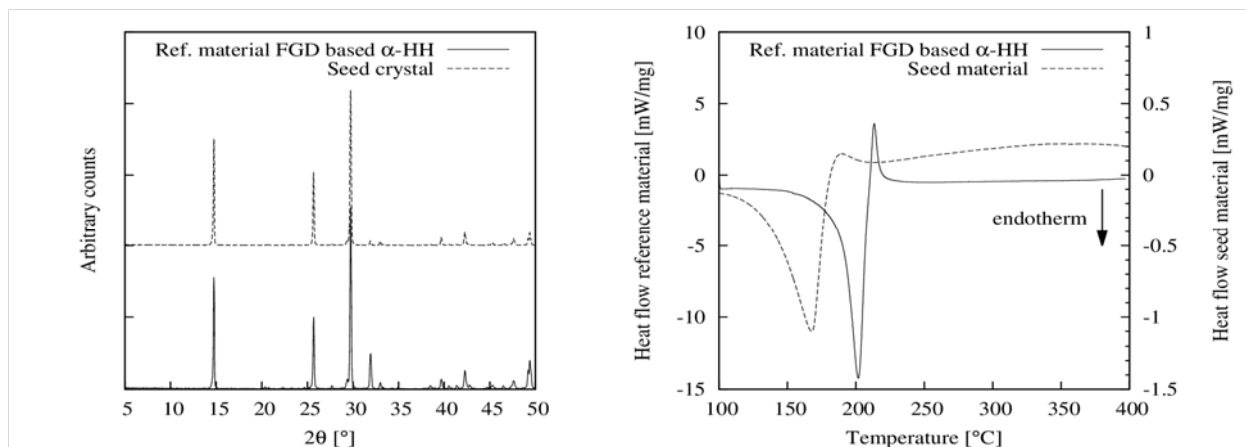 Ref. material FGD based α-HH
Seed crystal
Arbitrary counts
5 10 15 20 25 30 35 40 45 50
2θ [°]
Ref. material FGD based α-HH
Seed material
Heat flow reference material [mW/mg]
10
5
0
-5
-10
-15
1
0.5
0
-0.5
-1
-1.5
Heat flow seed material [mW/mg]
endotherm
100 150 200 250 300 350 400
Temperature [°C]